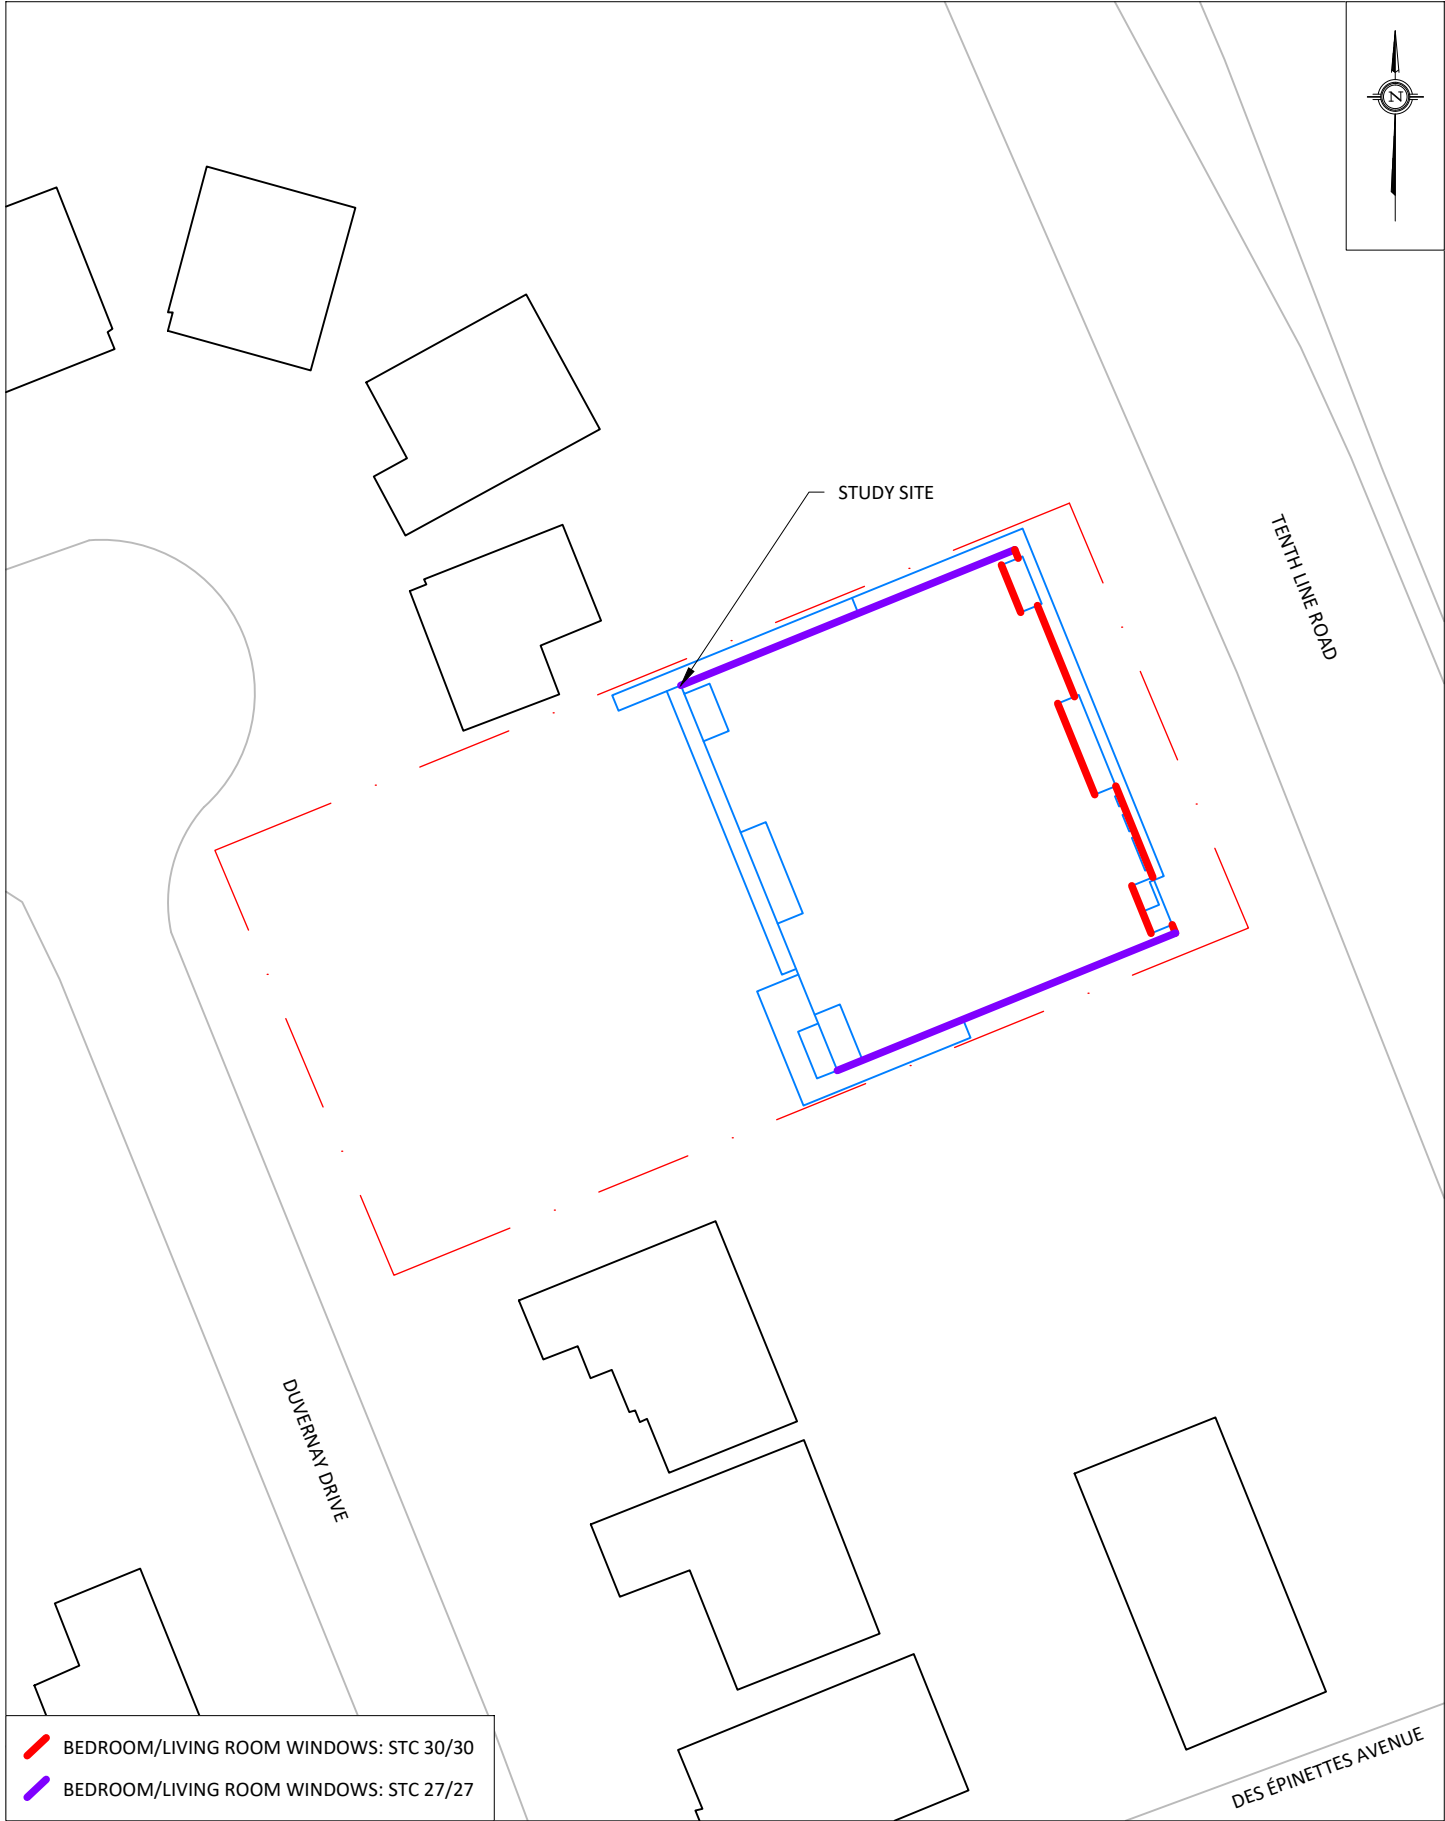 N
STUDY SITE
TENTH LINE ROAD
DUVERNAY DRIVE
BEDROOM/LIVING ROOM WINDOWS: STC 30/30
BEDROOM/LIVING ROOM WINDOWS: STC 27/27
DES ÉPINETTES AVENUE